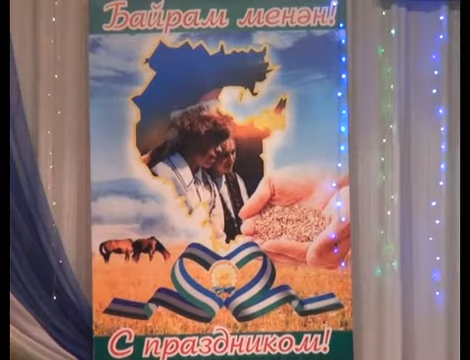 Байрам менән!
С праздником!